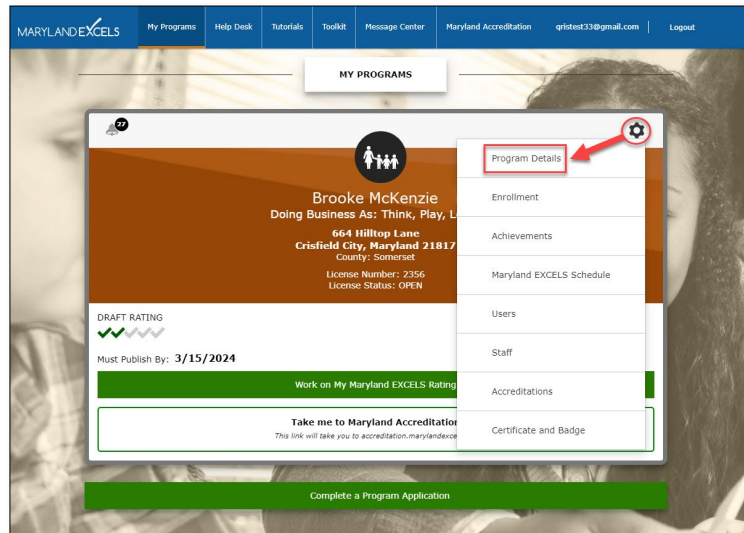 MARYLAND EXCELS
My Programs
Help Desk
Tutorials
Toolkit
Message Center
Maryland Accreditation
qristest33@gmail.com
Logout
MY PROGRAMS
27
Brooke McKenzie
Doing Business As: Think, Play,
664 Hilltop Lane
Crisfield City, Maryland 21817
County: Somerset
License Number: 2356
License Status: OPEN
Program Details
Enrollment
Achievements
Maryland EXCELS Schedule
Users
Staff
Accreditations
Certificate and Badge
DRAFT RATING
Must Publish By: 3/15/2024
Work on My Maryland EXCELS Rating
Take me to Maryland
This link will take you to
Complete a Program Application